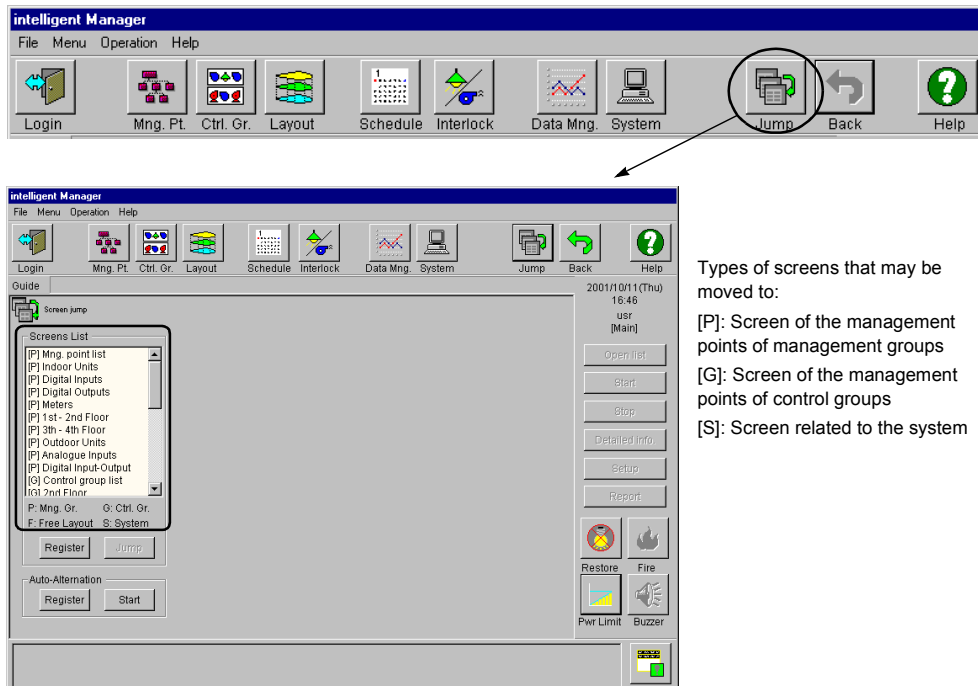 intelligent Manager
File Menu Operation Help
1
Login Mng. Pt. Ctrl. Gr. Layout Schedule Interlock Data Mng. System Jump Back Help
intelligent Manager
File Menu Operation Help
1
Login Mng. Pt. Ctrl. Gr. Layout Schedule Interlock Data Mng. System Jump Back Help
Guide
2001/10/11(Thu)
16:46
usr
[Main]
Screen jump
Screens List
[P] Mng. point list
[P] Indoor Units
[P] Digital Inputs
[P] Digital Outputs
[P] Meters
[P] 1st - 2nd Floor
[P] 3th - 4th Floor
[P] Outdoor Units
[P] Analogue Inputs
[P] Digital Input-Output
[G] Control group list
[G] 2nd Floor
P: Mng. Gr. G: Ctrl. Gr.
F: Free Layout S: System
Register Jump
Auto-Alternation
Register Start
Open list
Start
Stop
Detailed info.
Setup
Report
Restore Fire
Pwr Limit Buzzer
S
Types of screens that may be
moved to:
[P]: Screen of the management
points of management groups
[G]: Screen of the management
points of control groups
[S]: Screen related to the system